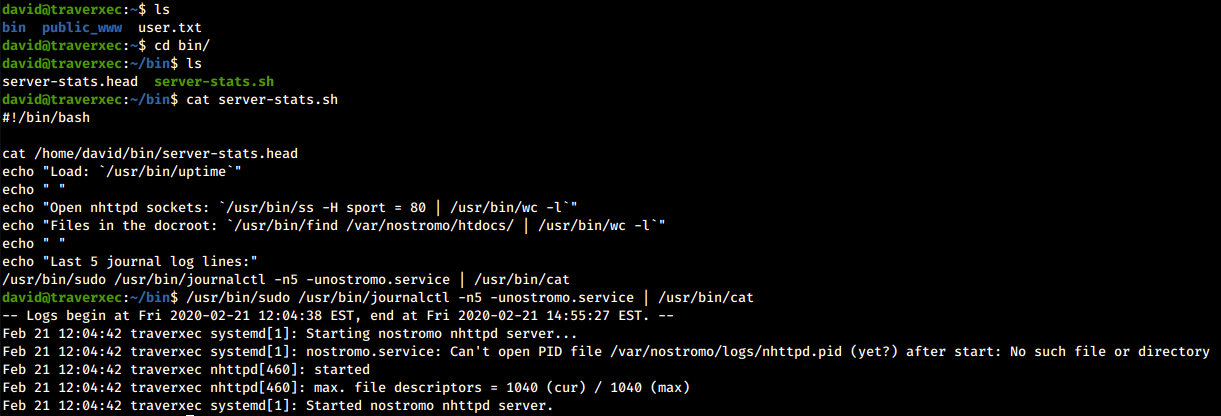 david@traverxec:~$ ls
bin  public_www  user.txt
david@traverxec:~$ cd bin/
david@traverxec:~/bin$ ls
server-stats.head  server-stats.sh
david@traverxec:~/bin$ cat server-stats.sh
#!/bin/bash

cat /home/david/bin/server-stats.head
echo "Load: `/usr/bin/uptime`"
echo " "
echo "Open nhttpd sockets: `/usr/bin/ss -H sport = 80 | /usr/bin/wc -l`"
echo "Files in the docroot: `/usr/bin/find /var/nostromo/htdocs/ | /usr/bin/wc -l`"
echo " "
echo "Last 5 journal log lines:"
/usr/bin/sudo /usr/bin/journalctl -n5 -unostromo.service | /usr/bin/cat
david@traverxec:~/bin$ /usr/bin/sudo /usr/bin/journalctl -n5 -unostromo.service | /usr/bin/cat
-- Logs begin at Fri 2020-02-21 12:04:38 EST, end at Fri 2020-02-21 14:55:27 EST. --
Feb 21 12:04:42 traverxec systemd[1]: Starting nostromo nhttpd server...
Feb 21 12:04:42 traverxec systemd[1]: nostromo.service: Can't open PID file /var/nostromo/logs/nhttpd.pid (yet?) after start: No such file or directory
Feb 21 12:04:42 traverxec nhttpd[460]: started
Feb 21 12:04:42 traverxec nhttpd[460]: max. file descriptors = 1040 (cur) / 1040 (max)
Feb 21 12:04:42 traverxec systemd[1]: Started nostromo nhttpd server.